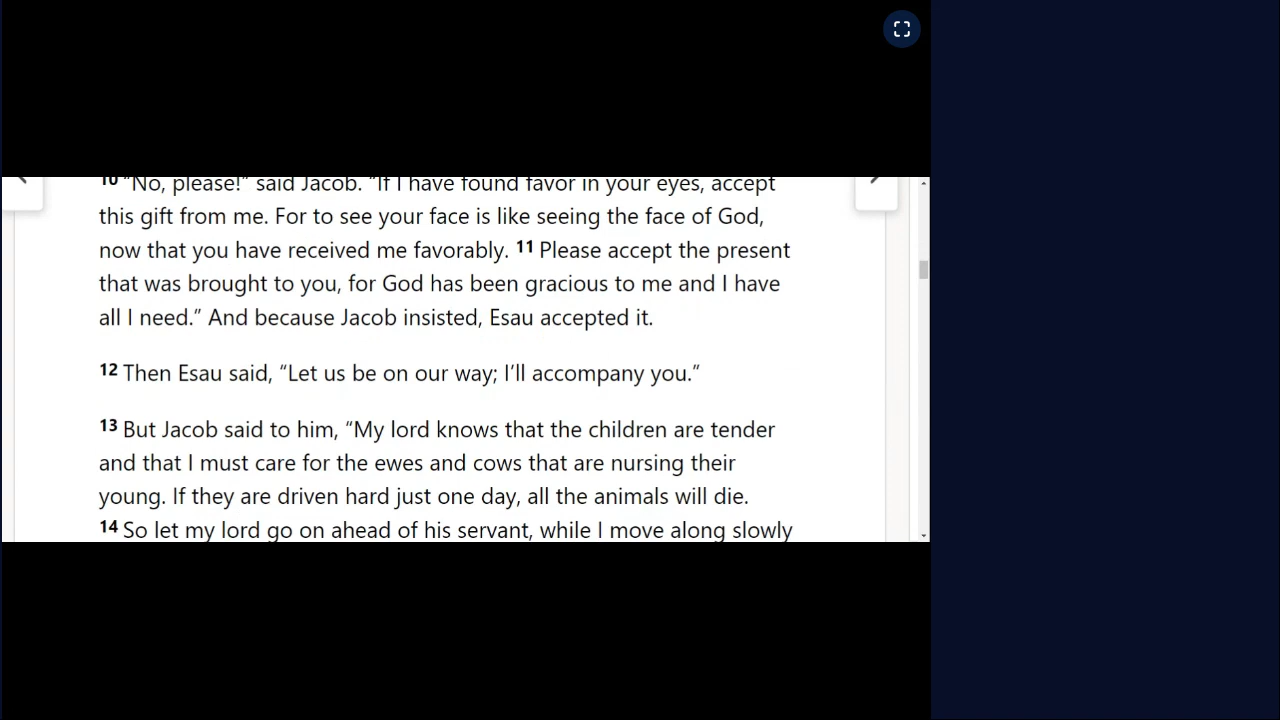 10 “No, please!” said Jacob. “If I have found favor in your eyes, accept
this gift from me. For to see your face is like seeing the face of God,
now that you have received me favorably. 11 Please accept the present
that was brought to you, for God has been gracious to me and I have
all I need.” And because Jacob insisted, Esau accepted it.
12 Then Esau said, “Let us be on our way; I’ll accompany you.”
13 But Jacob said to him, “My lord knows that the children are tender
and that I must care for the ewes and cows that are nursing their
young. If they are driven hard just one day, all the animals will die.
14 So let my lord go on ahead of his servant, while I move along slowly